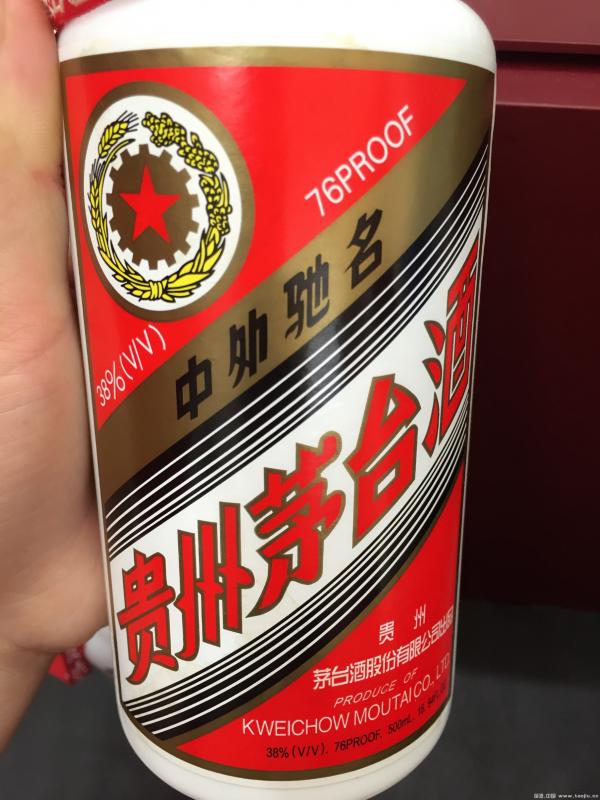 76PROOF
38%(V/V)
中外驰名
贵州茅台酒
贵州
茅台酒股份有限公司出品
PRODUCE OF
KWEICHOW MOUTAI CO., LTD.
38%(V/V). 76PROOF. 500mL.